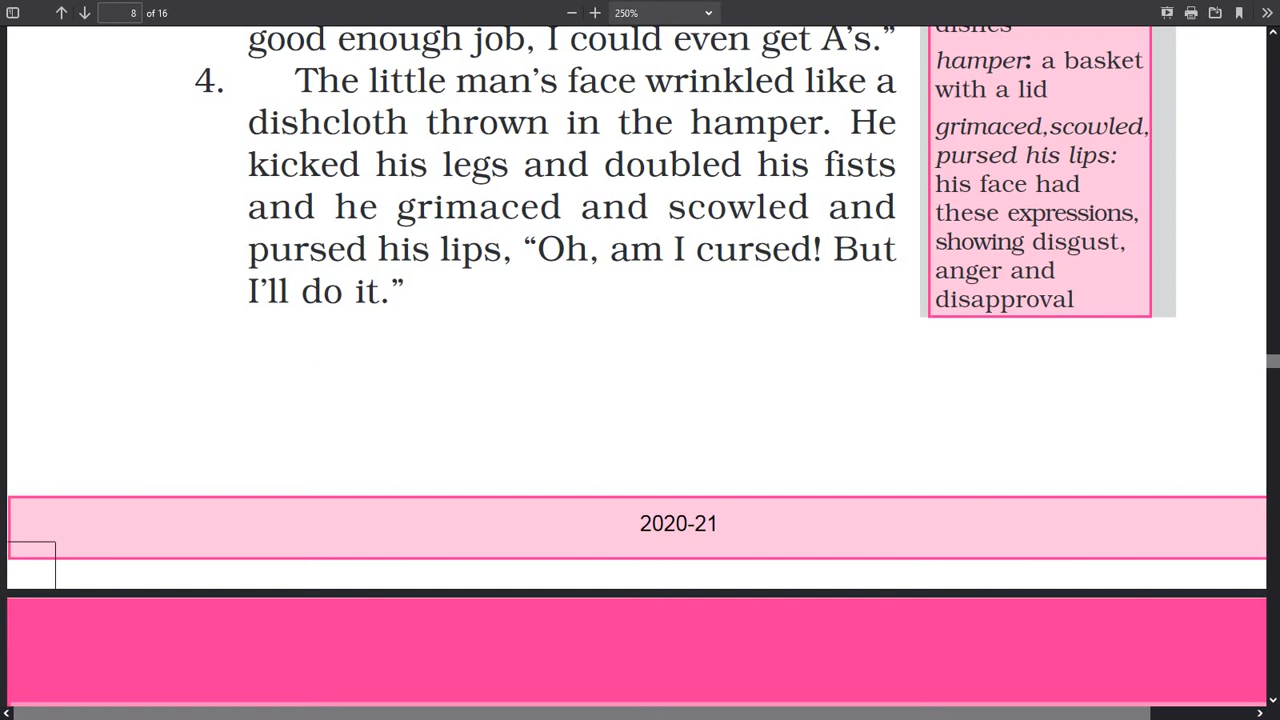 8 of 16
250%
good enough job, I could even get A's.”
4. The little man's face wrinkled like a
dishcloth thrown in the hamper. He
kicked his legs and doubled his fists
and he grimaced and scowled and
pursed his lips, “Oh, am I cursed! But
I'll do it.”
dishes
hamper: a basket
with a lid
grimaced,scowled,
pursed his lips:
his face had
these expressions,
showing disgust,
anger and
disapproval
2020-21